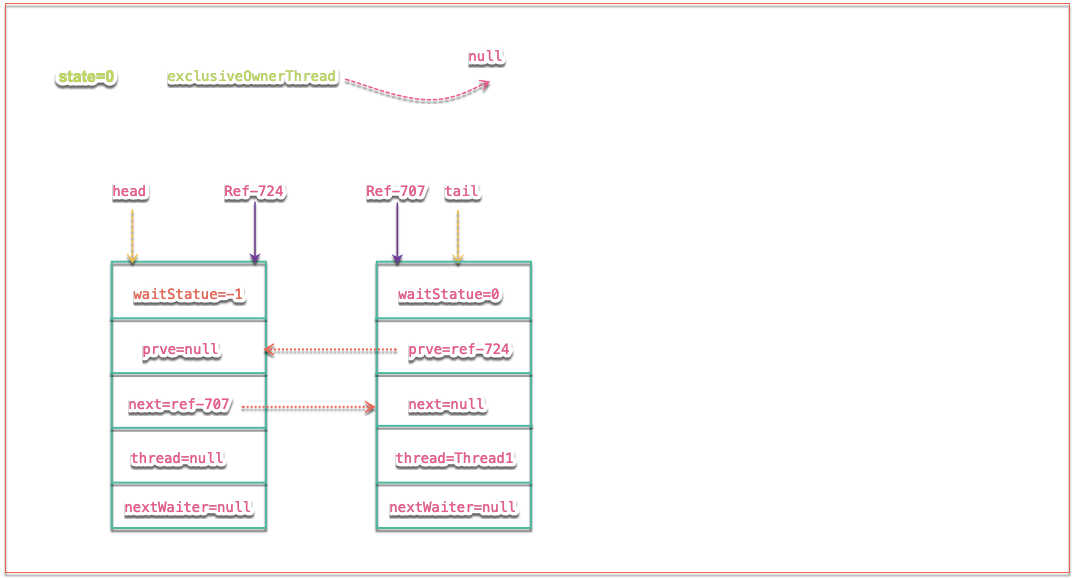 null
state=0
exclusiveOwnerThread
head
Ref-724
Ref-707
tail
waitStatue=-1
waitStatue=0
prve=null
prve=ref-724
next=ref-707
next=null
thread=null
thread=Thread1
nextWaiter=null
nextWaiter=null